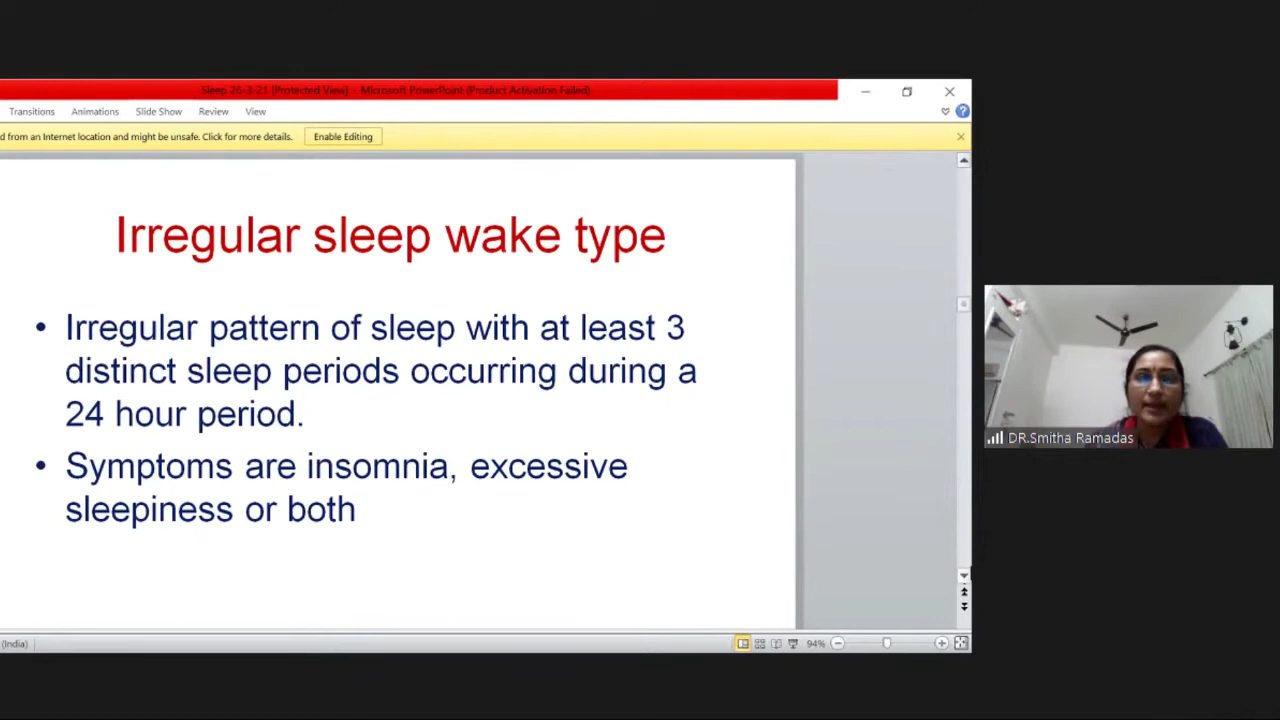 Sleep 26-3-21 [Protected View] - Microsoft PowerPoint (Product Activation Failed)
Transitions Animations Slide Show Review View
d from an Internet location and might be unsafe. Click for more details. Enable Editing
Irregular sleep wake type
• Irregular pattern of sleep with at least 3
distinct sleep periods occurring during a
24 hour period.
• Symptoms are insomnia, excessive
sleepiness or both
DR.Smitha Ramadas
(India)
94%